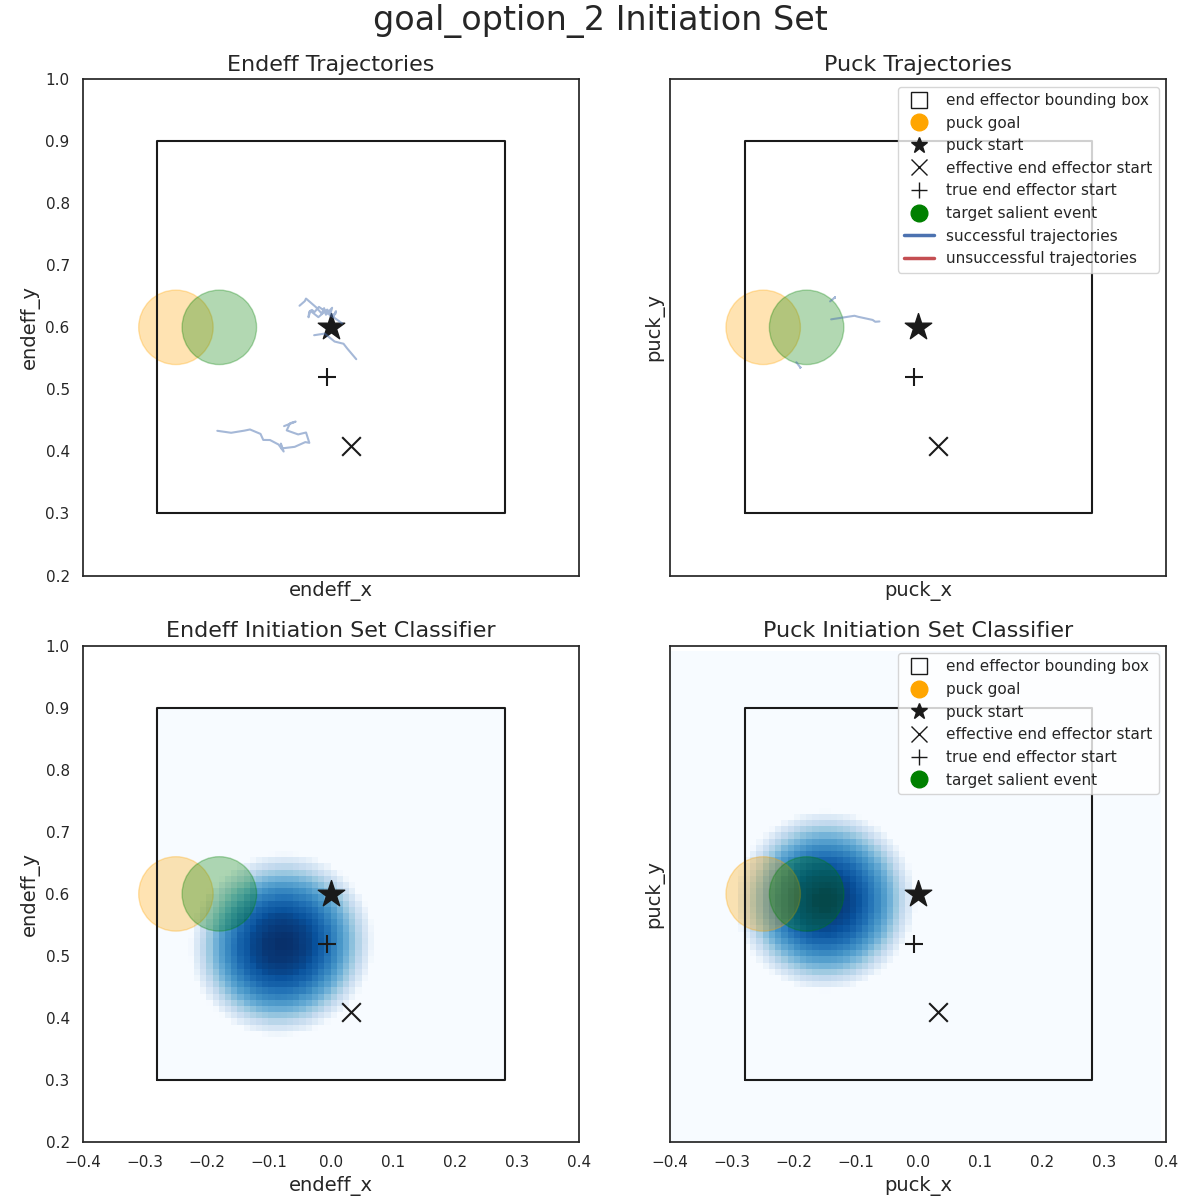 goal_option_2 Initiation Set
Endeff Trajectories
1.0
0.9
0.8
0.7
0.6
0.5
0.4
0.3
0.2
endeff_y
endeff_x
Puck Trajectories
end effector bounding box
puck goal
puck start
effective end effector start
true end effector start
target salient event
successful trajectories
unsuccessful trajectories
puck_y
puck_x
Endeff Initiation Set Classifier
1.0
0.9
0.8
0.7
0.6
0.5
0.4
0.3
0.2
endeff_y
−0.4 −0.3 −0.2 −0.1 0.0 0.1 0.2 0.3 0.4
endeff_x
Puck Initiation Set Classifier
end effector bounding box
puck goal
puck start
effective end effector start
true end effector start
target salient event
puck_y
−0.4 −0.3 −0.2 −0.1 0.0 0.1 0.2 0.3 0.4
puck_x